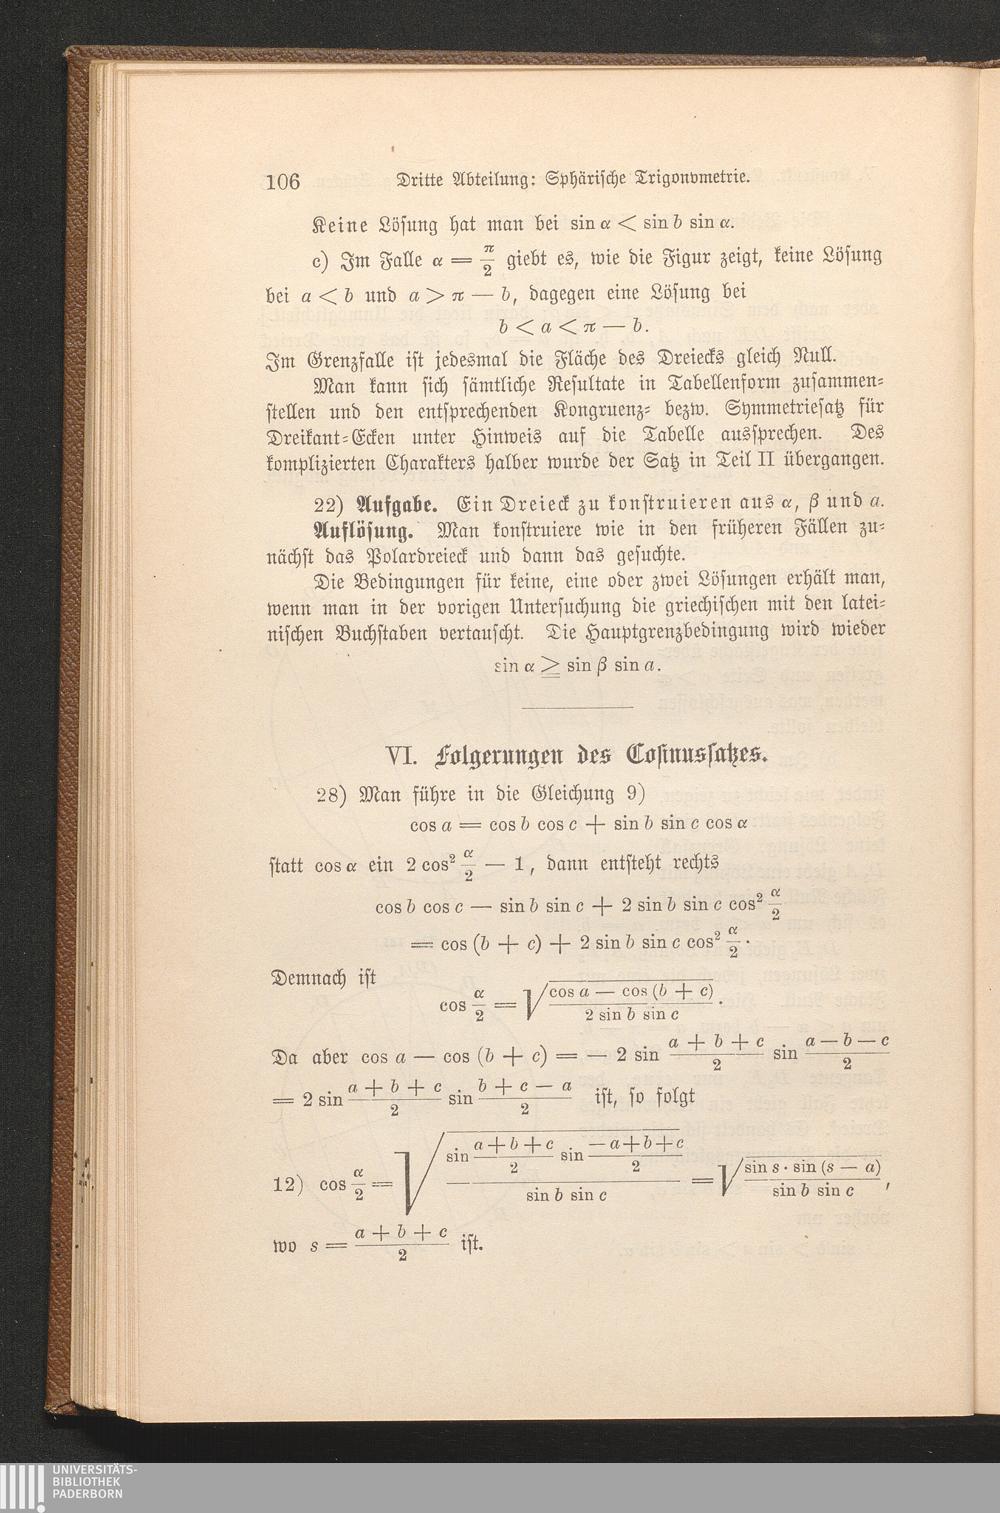 106 Dritte Abteilung: Sphärische Trigonometrie.
Keine Lösung hat man bei sin α < sin b sin α.
c) Im Falle α = π/2 giebt es, wie die Figur zeigt, keine Lösung
bei a < b und a > π — b, dagegen eine Lösung bei
b < a < π — b.
Im Grenzfalle ist jedesmal die Fläche des Dreiecks gleich Null.
Man kann sich sämtliche Resultate in Tabellenform zusammen-
stellen und den entsprechenden Kongruenz- bezw. Symmetriesatz für
Dreikant-Ecken unter Hinweis auf die Tabelle aussprechen. Des
komplizierten Charakters halber wurde der Satz in Teil II übergangen.
22) Aufgabe. Ein Dreieck zu konstruieren aus α, β und a.
Auflösung. Man konstruiere wie in den früheren Fällen zu-
nächst das Polardreieck und dann das gesuchte.
Die Bedingungen für keine, eine oder zwei Lösungen erhält man,
wenn man in der vorigen Untersuchung die griechischen mit den latei-
nischen Buchstaben vertauscht. Die Hauptgrenzbedingung wird wieder
sin α ≧ sin β sin a.
VI. Folgerungen des Cosinussatzes.
28) Man führe in die Gleichung 9)
cos a = cos b cos c + sin b sin c cos α
statt cos α ein 2 cos² α/2 — 1, dann entsteht rechts
cos b cos c — sin b sin c + 2 sin b sin c cos² α/2
= cos (b + c) + 2 sin b sin c cos² α/2.
Demnach ist
cos α/2 = √((cos a — cos (b + c))/(2 sin b sin c)).
Da aber cos a — cos (b + c) = — 2 sin (a + b + c)/2 sin (a — b — c)/2
= 2 sin (a + b + c)/2 sin (b + c — a)/2 ist, so folgt
12) cos α/2 = √((sin (a + b + c)/2 sin (— a + b + c)/2)/(sin b sin c)) = √((sin s · sin (s — a))/(sin b sin c)),
wo s = (a + b + c)/2 ist.
UNIVERSITÄTS-
BIBLIOTHEK
PADERBORN